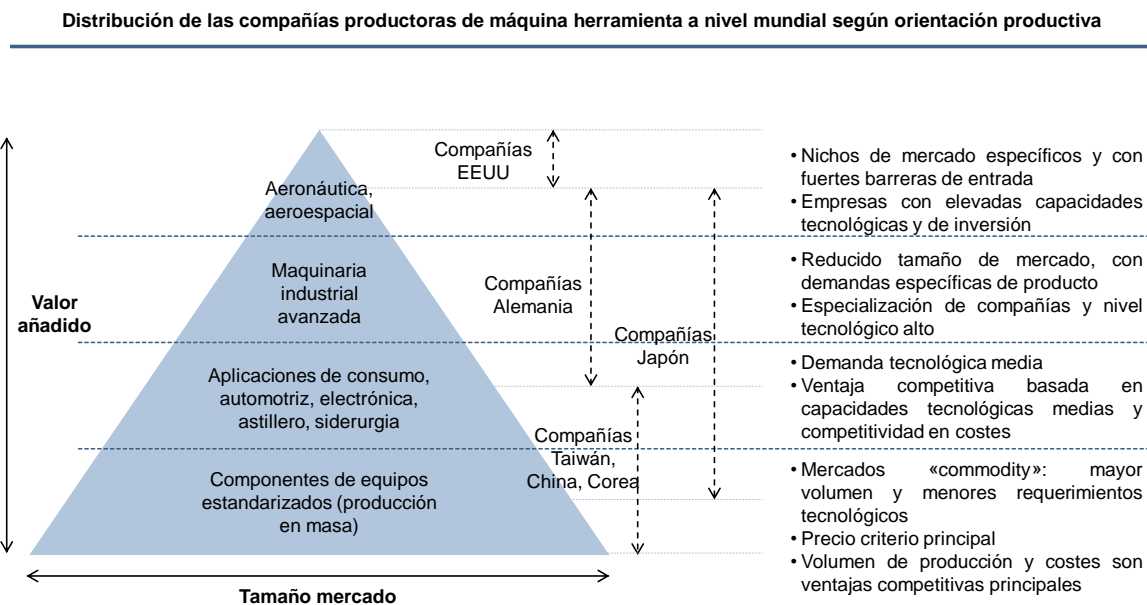 Distribución de las compañías productoras de máquina herramienta a nivel mundial según orientación productiva
Compañías
EEUU
Aeronáutica,
aeroespacial
• Nichos de mercado específicos y con
fuertes barreras de entrada
• Empresas con elevadas capacidades
tecnológicas y de inversión
Valor
añadido
Maquinaria
industrial
avanzada
Compañías
Alemania
• Reducido tamaño de mercado, con
demandas específicas de producto
• Especialización de compañías y nivel
tecnológico alto
Compañías
Japón
Aplicaciones de consumo,
automotriz, electrónica,
astillero, siderurgia
• Demanda tecnológica media
• Ventaja competitiva basada en
capacidades tecnológicas medias y
competitividad en costes
Compañías
Taiwán,
China, Corea
Componentes de equipos
estandarizados (producción
en masa)
• Mercados «commodity»: mayor
volumen y menores requerimientos
tecnológicos
• Precio criterio principal
• Volumen de producción y costes son
ventajas competitivas principales
Tamaño mercado